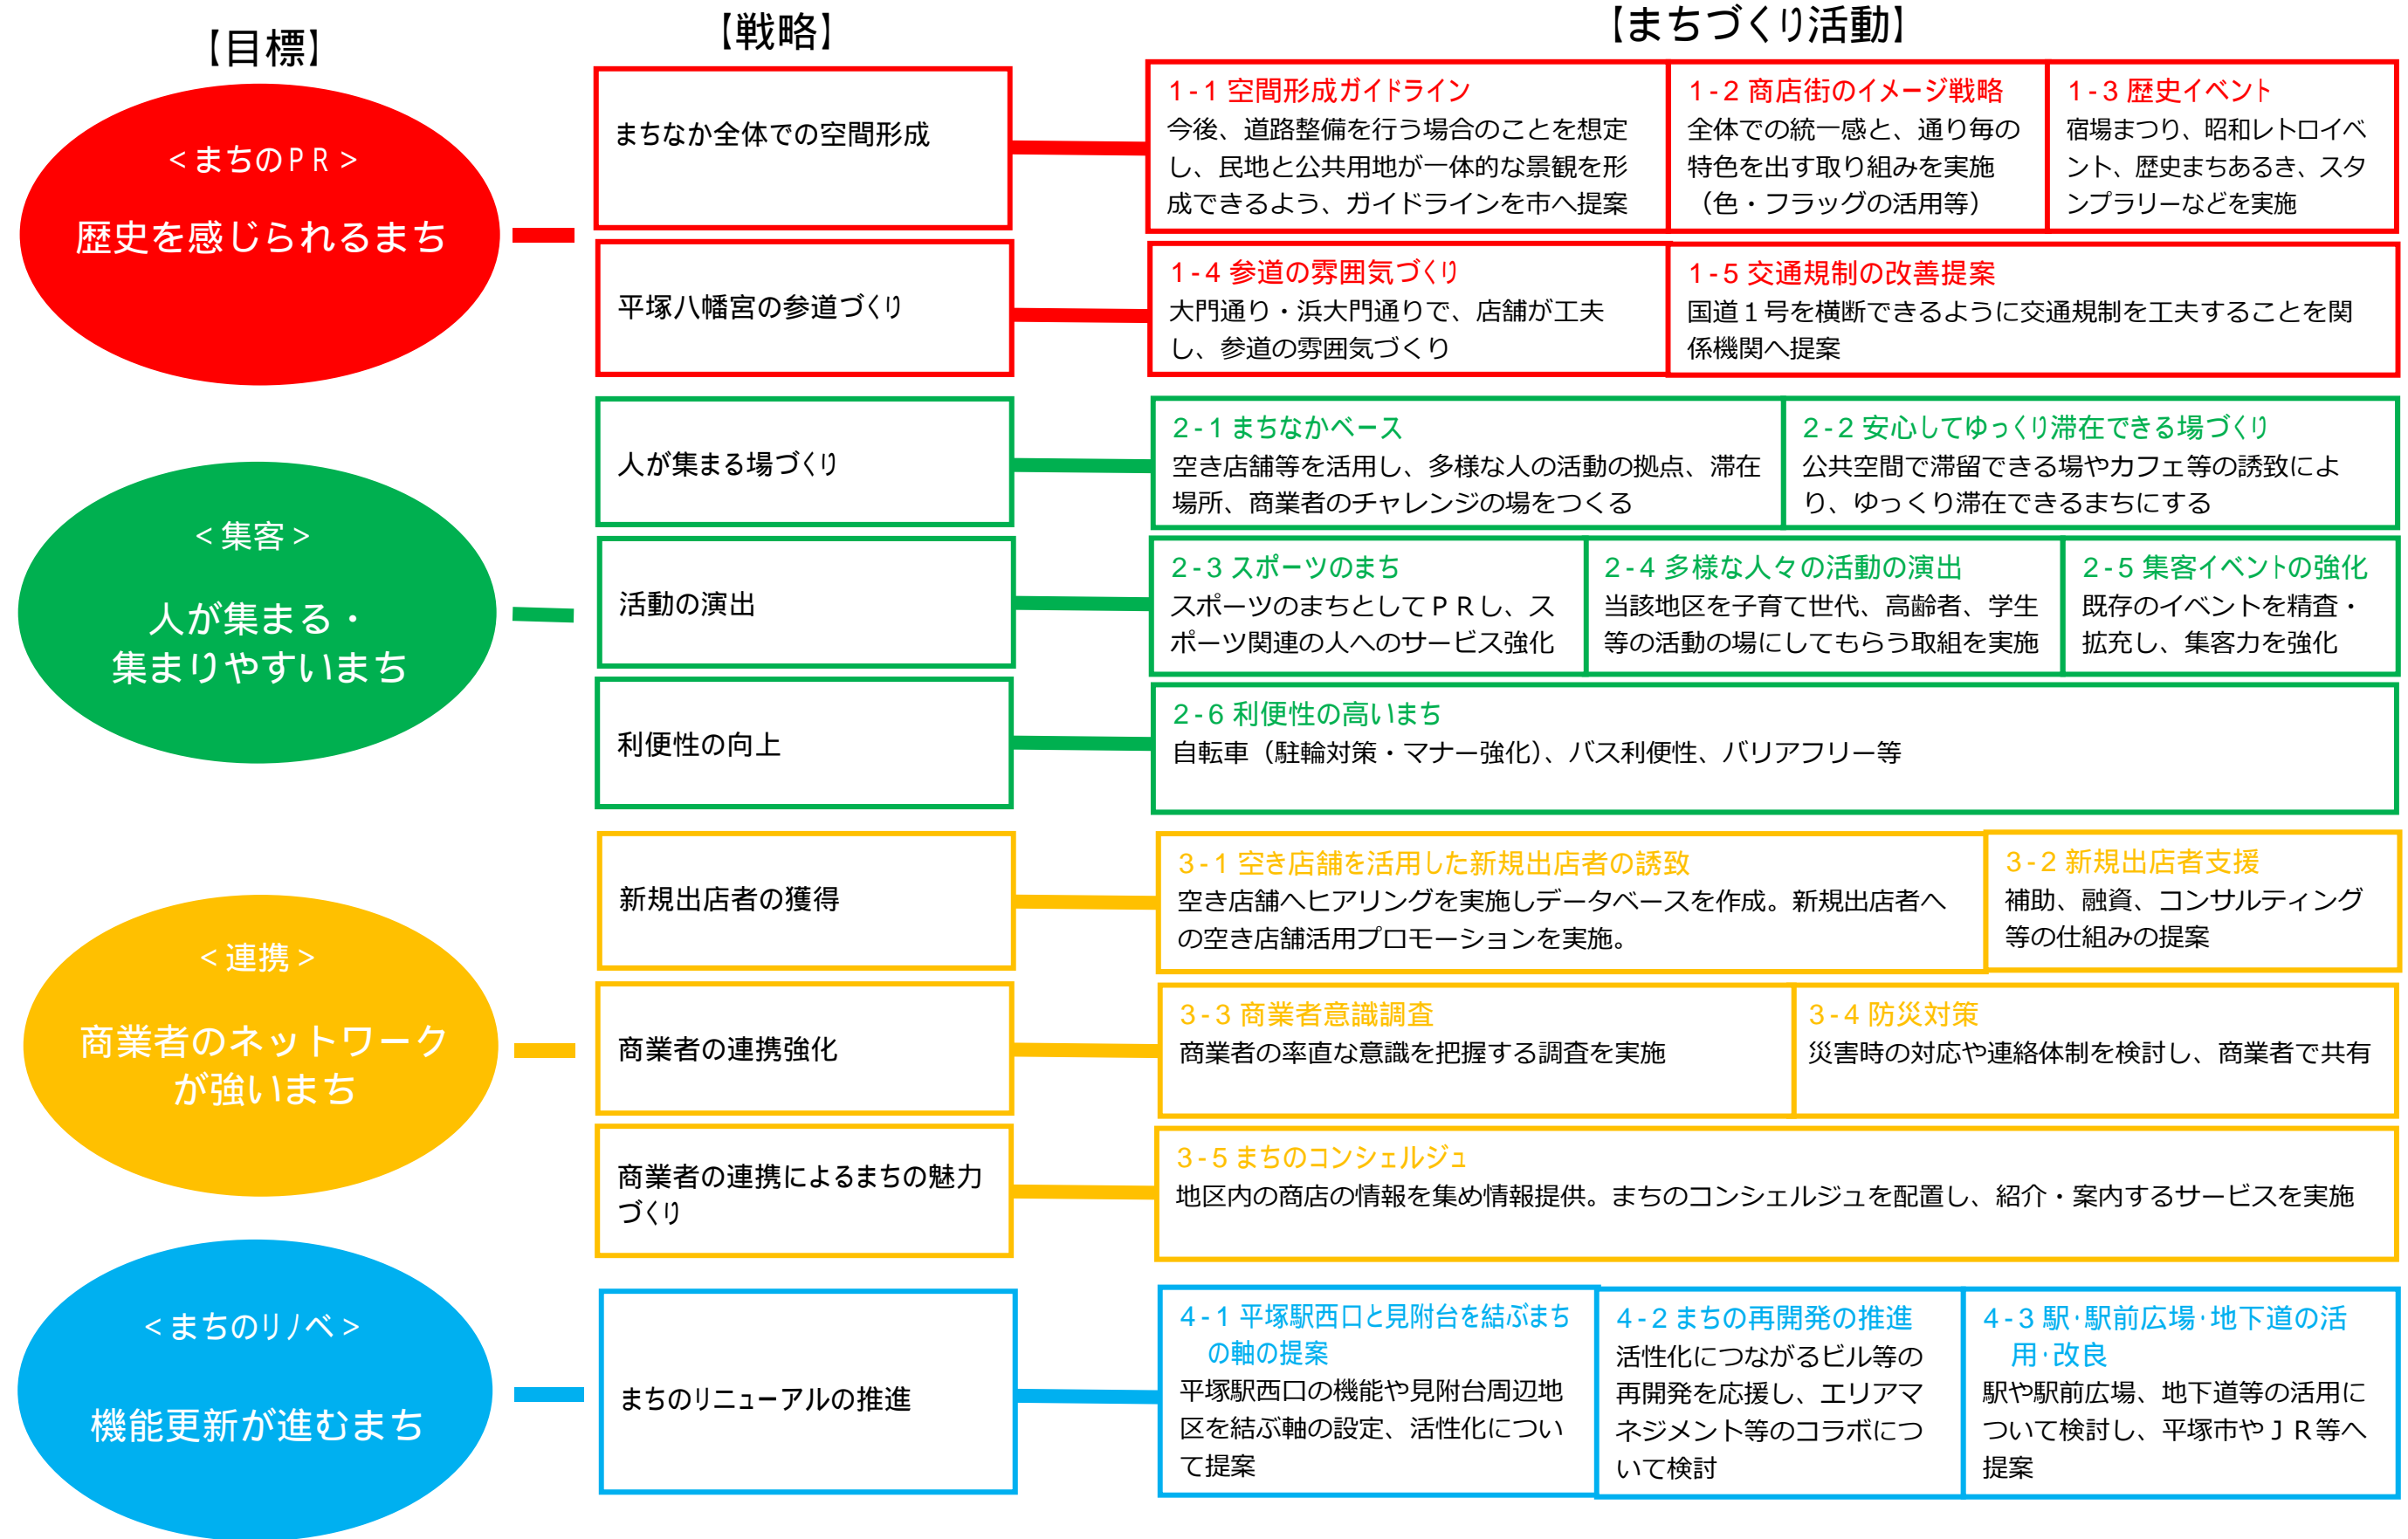 【目標】
【戦略】
【まちづくり活動】
＜まちのＰＲ＞
歴史を感じられるまち
まちなか全体での空間形成
1-1 空間形成ガイドライン
今後、道路整備を行う場合のことを想定
し、民地と公共用地が一体的な景観を形
成できるよう、ガイドラインを市へ提案
1-2 商店街のイメージ戦略
全体での統一感と、通り毎の
特色を出す取り組みを実施
（色・フラッグの活用等）
1-3 歴史イベント
宿場まつり、昭和レトロイベ
ント、歴史まちあるき、スタ
ンプラリーなどを実施
平塚八幡宮の参道づくり
1-4 参道の雰囲気づくり
大門通り・浜大門通りで、店舗が工夫
し、参道の雰囲気づくり
1-5 交通規制の改善提案
国道１号を横断できるように交通規制を工夫することを関
係機関へ提案
＜集客＞
人が集まる・
集まりやすいまち
人が集まる場づくり
2-1 まちなかベース
空き店舗等を活用し、多様な人の活動の拠点、滞在
場所、商業者のチャレンジの場をつくる
2-2 安心してゆっくり滞在できる場づくり
公共空間で滞留できる場やカフェ等の誘致によ
り、ゆっくり滞在できるまちにする
活動の演出
2-3 スポーツのまち
スポーツのまちとしてＰＲし、ス
ポーツ関連の人へのサービス強化
2-4 多様な人々の活動の演出
当該地区を子育て世代、高齢者、学生
等の活動の場にしてもらう取組を実施
2-5 集客イベントの強化
既存のイベントを精査・
拡充し、集客力を強化
利便性の向上
2-6 利便性の高いまち
自転車（駐輪対策・マナー強化）、バス利便性、バリアフリー等
＜連携＞
商業者のネットワーク
が強いまち
新規出店者の獲得
3-1 空き店舗を活用した新規出店者の誘致
空き店舗へヒアリングを実施しデータベースを作成。新規出店者へ
の空き店舗活用プロモーションを実施。
3-2 新規出店者支援
補助、融資、コンサルティング
等の仕組みの提案
商業者の連携強化
3-3 商業者意識調査
商業者の率直な意識を把握する調査を実施
3-4 防災対策
災害時の対応や連絡体制を検討し、商業者で共有
商業者の連携によるまちの魅力
づくり
3-5 まちのコンシェルジュ
地区内の商店の情報を集め情報提供。まちのコンシェルジュを配置し、紹介・案内するサービスを実施
＜まちのリノベ＞
機能更新が進むまち
まちのリニューアルの推進
4-1 平塚駅西口と見附台を結ぶまち
の軸の提案
平塚駅西口の機能や見附台周辺地
区を結ぶ軸の設定、活性化につい
て提案
4-2 まちの再開発の推進
活性化につながるビル等の
再開発を応援し、エリアマ
ネジメント等のコラボにつ
いて検討
4-3 駅･駅前広場･地下道の活
用･改良
駅や駅前広場、地下道等の活用に
ついて検討し、平塚市やＪＲ等へ
提案